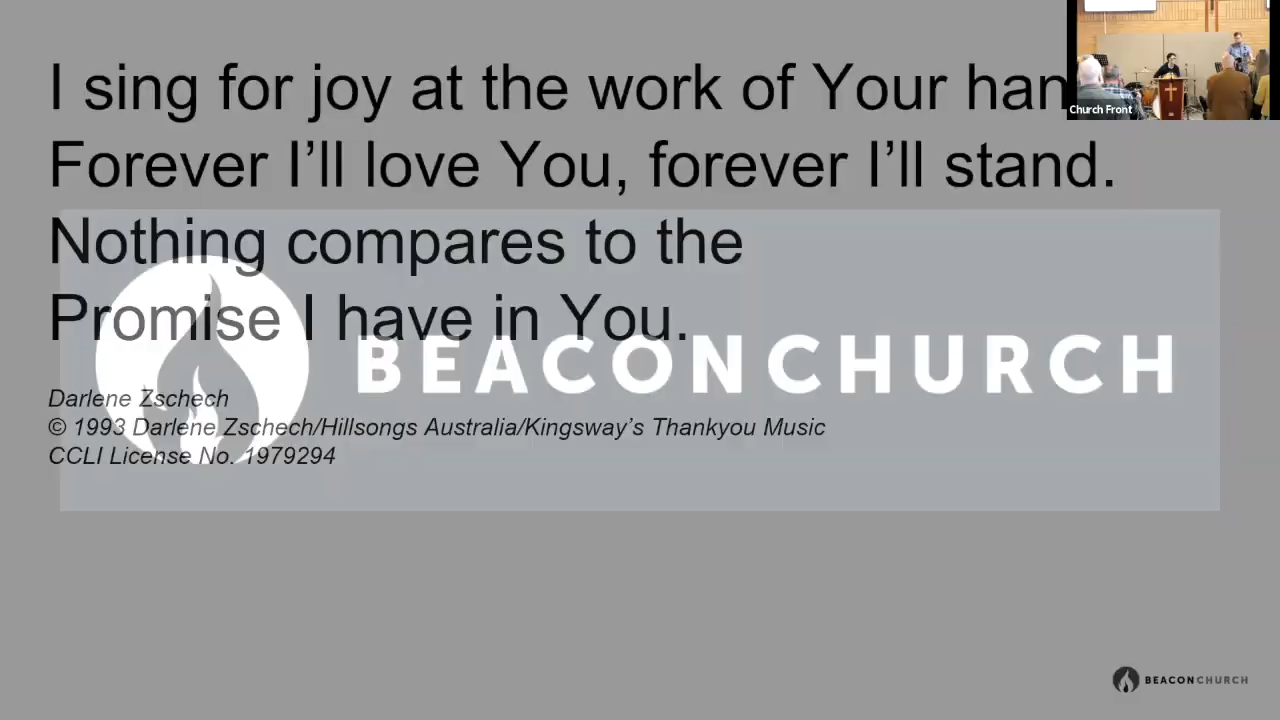 I sing for joy at the work of Your han
Church Front
Forever I’ll love You, forever I’ll stand.
Nothing compares to the
Promise I have in You.
BEACONCHURCH
Darlene Zschech
© 1993 Darlene Zschech/Hillsongs Australia/Kingsway’s Thankyou Music
CCLI License No. 1979294
BEACONCHURCH